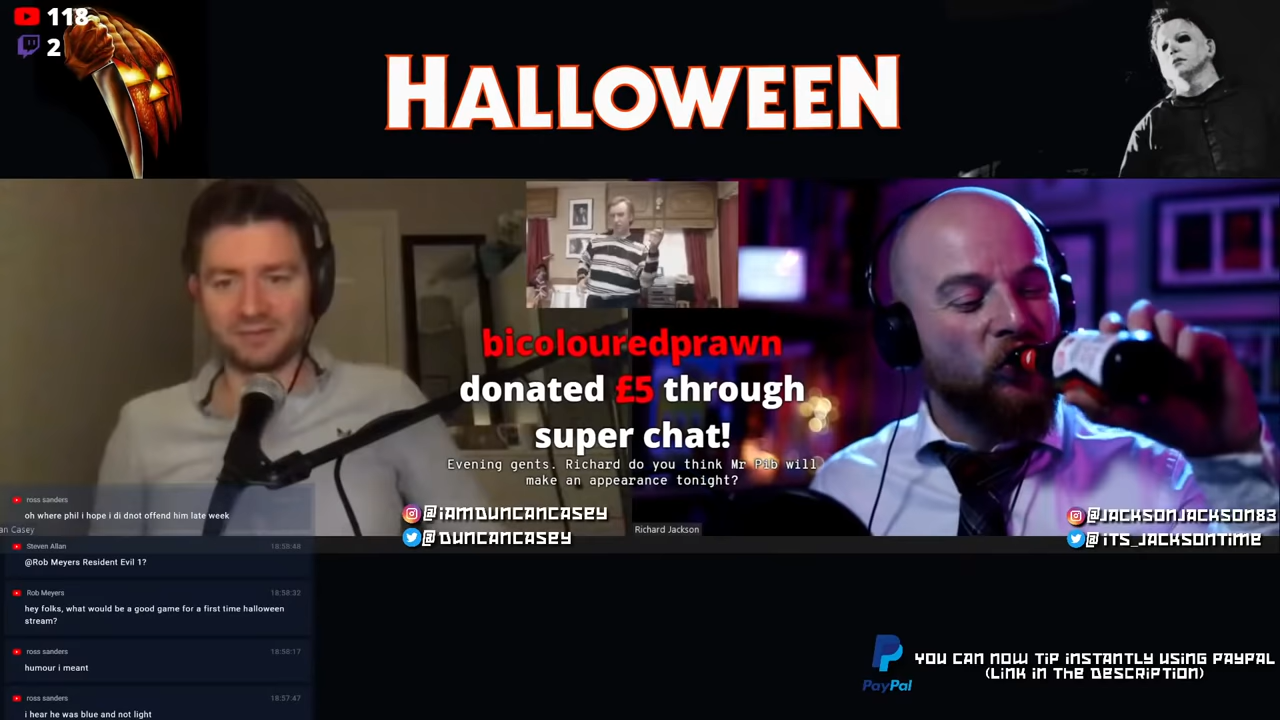 118
2
HALLOWEEN
bicolouredprawn
donated £5 through
super chat!
Evening gents. Richard do you think Mr Pib will
make an appearance tonight?
@iAMDUNCANCASEY
@DUNCANCASEY
Richard Jackson
@JACKSONJACKSON83
@iTS_JACKSONTiME
ross sanders
oh where phil i hope i di dnot offend him late week
an Casey
Steven Allan 18:58:48
@Rob Meyers Resident Evil 1?
Rob Meyers 18:58:32
hey folks, what would be a good game for a first time halloween
stream?
ross sanders 18:58:17
humour i meant
ross sanders 18:57:47
i hear he was blue and not light
PayPal
YOU CAN NOW TIP INSTANTLY USING PAYPAL
(LINK IN THE DESCRIPTION)